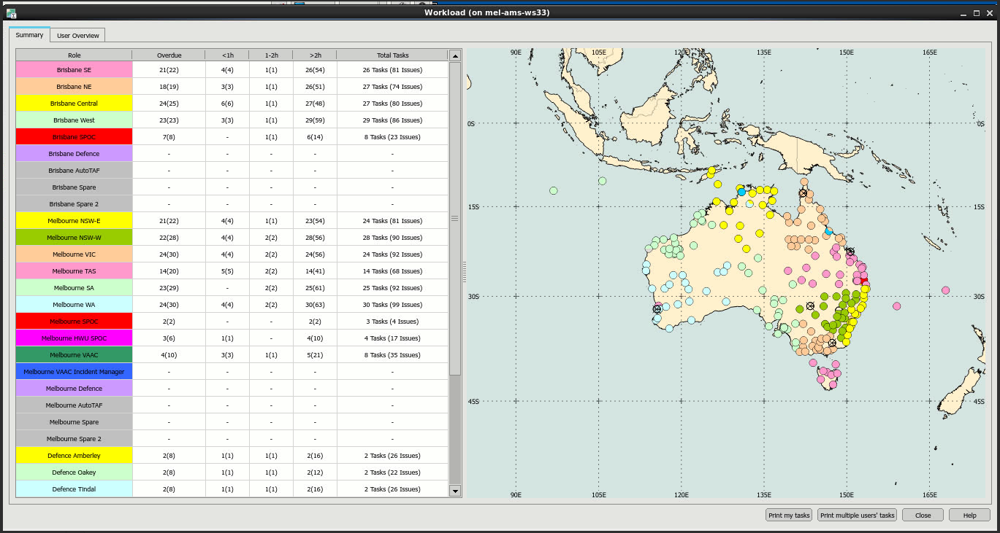 Workload (on mel-ams-ws33)
Summary User Overview
Role Overdue <1h 1-2h >2h Total Tasks
Brisbane SE 21(22) 4(4) 1(1) 26(54) 26 Tasks (81 Issues)
Brisbane NE 18(19) 3(3) 1(1) 26(51) 27 Tasks (74 Issues)
Brisbane Central 24(25) 6(6) 1(1) 27(48) 27 Tasks (80 Issues)
Brisbane West 23(23) 3(3) 1(1) 29(59) 29 Tasks (86 Issues)
Brisbane SPOC 7(8) - 1(1) 6(14) 8 Tasks (23 Issues)
Brisbane Defence - - - - -
Brisbane AutoTAF - - - - -
Brisbane Spare - - - - -
Brisbane Spare 2 - - - - -
Melbourne NSW-E 21(22) 4(4) 1(1) 23(54) 24 Tasks (81 Issues)
Melbourne NSW-W 22(28) 4(4) 2(2) 28(56) 28 Tasks (90 Issues)
Melbourne VIC 24(30) 4(4) 2(2) 24(56) 24 Tasks (92 Issues)
Melbourne TAS 14(20) 5(5) 2(2) 14(41) 14 Tasks (68 Issues)
Melbourne SA 23(29) - 2(2) 25(61) 25 Tasks (92 Issues)
Melbourne WA 24(30) 4(4) 2(2) 30(63) 30 Tasks (99 Issues)
Melbourne SPOC 2(2) - - 2(2) 3 Tasks (4 Issues)
Melbourne HWU SPOC 3(6) 1(1) - 4(10) 4 Tasks (17 Issues)
Melbourne VAAC 4(10) 3(3) 1(1) 5(21) 8 Tasks (35 Issues)
Melbourne VAAC Incident Manager - - - - -
Melbourne Defence - - - - -
Melbourne AutoTAF - - - - -
Melbourne Spare - - - - -
Melbourne Spare 2 - - - - -
Defence Amberley 2(8) 1(1) 1(1) 2(16) 2 Tasks (26 Issues)
Defence Oakey 2(8) 1(1) 1(1) 2(12) 2 Tasks (22 Issues)
Defence TIndal 2(8) 1(1) 1(1) 2(16) 2 Tasks (26 Issues)
90E 105E 120E 135E 150E 165E
0S 0S
15S 15S
30S 30S
45S 45S
90E 105E 120E 135E 150E 165E
Print my tasks Print multiple users' tasks Close Help